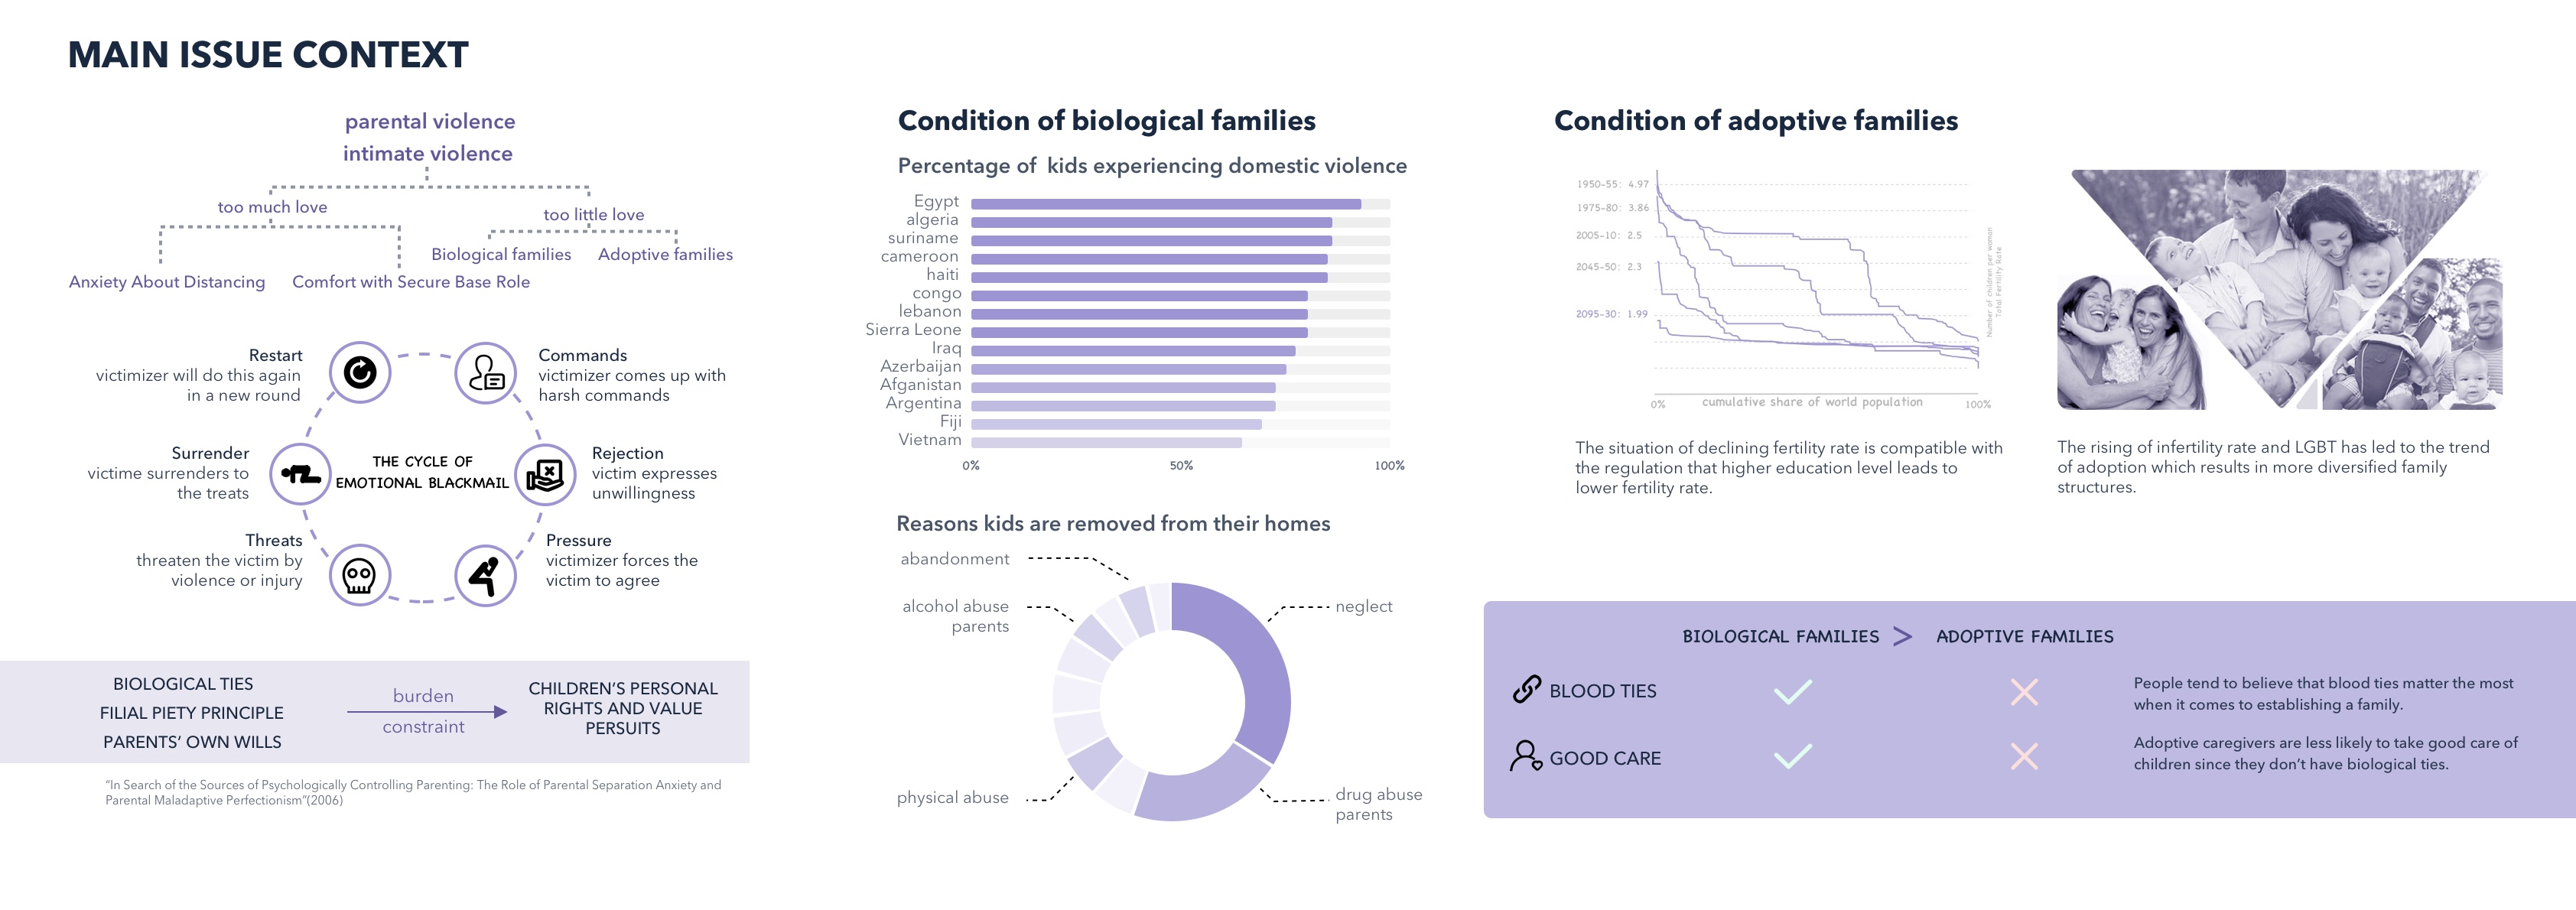 MAIN ISSUE CONTEXT
parental violence
intimate violence
too much love
too little love
Biological families
Adoptive families
Anxiety About Distancing
Comfort with Secure Base Role
Restart
victimizer will do this again
in a new round
Commands
victimizer comes up with
harsh commands
Surrender
victime surrenders to
the treats
THE CYCLE OF
EMOTIONAL BLACKMAIL
Rejection
victim expresses
unwillingness
Threats
threaten the victim by
violence or injury
Pressure
victimizer forces the
victim to agree
BIOLOGICAL TIES
FILIAL PIETY PRINCIPLE
PARENTS' OWN WILLS
burden
constraint
CHILDREN'S PERSONAL
RIGHTS AND VALUE
PERSUITS
"In Search of the Sources of Psychologically Controlling Parenting: The Role of Parental Separation Anxiety and
Parental Maladaptive Perfectionism"(2006)
Condition of biological families
Percentage of kids experiencing domestic violence
Egypt
algeria
suriname
cameroon
haiti
congo
lebanon
Sierra Leone
Iraq
Azerbaijan
Afganistan
Argentina
Fiji
Vietnam
0% 50% 100%
Reasons kids are removed from their homes
abandonment
alcohol abuse
parents
neglect
physical abuse
drug abuse
parents
Condition of adoptive families
1950-55: 4.97
1975-80: 3.86
2005-10: 2.5
2045-50: 2.3
2095-30: 1.99
Number of children per woman
Total Fertility Rate
0% cumulative share of world population 100%
The situation of declining fertility rate is compatible with
the regulation that higher education level leads to
lower fertility rate.
The rising of infertility rate and LGBT has led to the trend
of adoption which results in more diversified family
structures.
BIOLOGICAL FAMILIES > ADOPTIVE FAMILIES
BLOOD TIES
People tend to believe that blood ties matter the most
when it comes to establishing a family.
GOOD CARE
Adoptive caregivers are less likely to take good care of
children since they don't have biological ties.